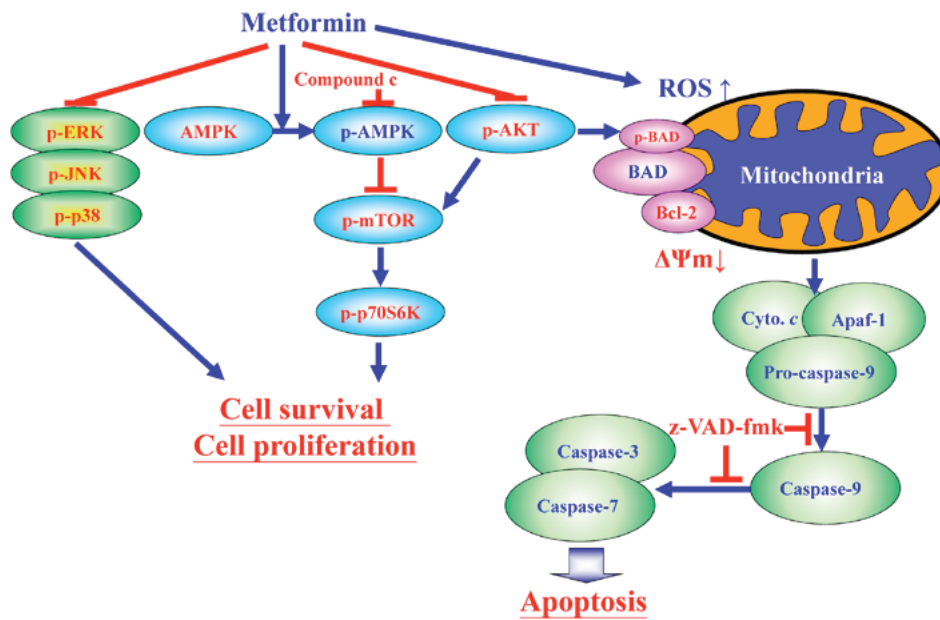 Metformin
Compound c
ROS ↑
p-ERK
AMPK
p-AMPK
p-AKT
p-BAD
p-JNK
BAD
Mitochondria
p-p38
p-mTOR
Bcl-2
ΔΨm↓
p-p70S6K
Cyto. c
Apaf-1
Pro-caspase-9
Cell survival
Cell proliferation
z-VAD-fmk
Caspase-3
Caspase-9
Caspase-7
Apoptosis